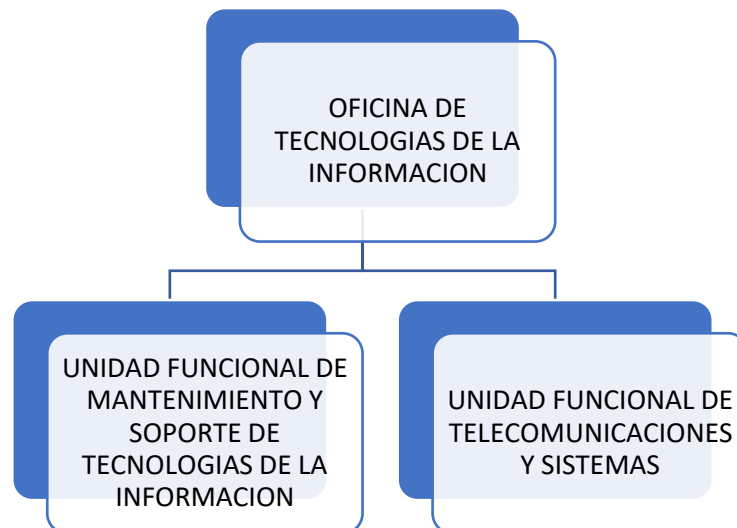 OFICINA DE
TECNOLOGIAS DE LA
INFORMACION
UNIDAD FUNCIONAL DE
MANTENIMIENTO Y
SOPORTE DE
TECNOLOGIAS DE LA
INFORMACION
UNIDAD FUNCIONAL DE
TELECOMUNICACIONES
Y SISTEMAS